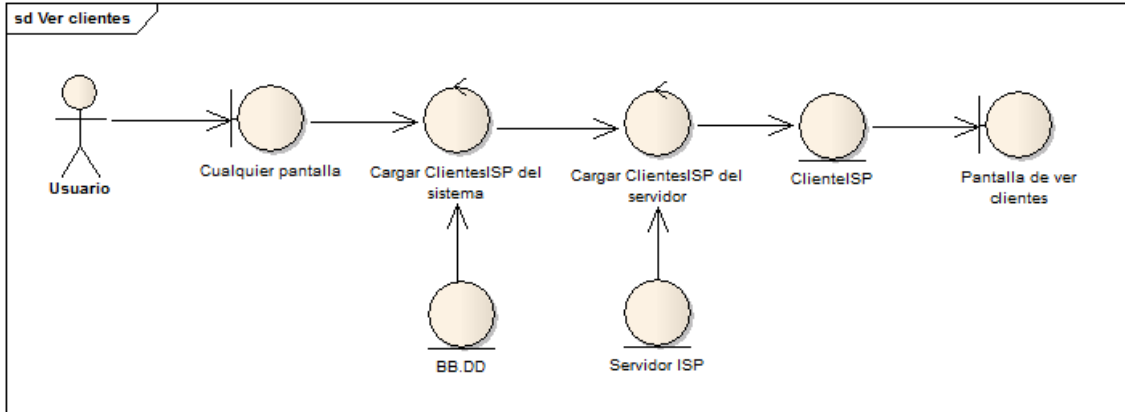 sd Ver clientes
Usuario
Cualquier pantalla
Cargar ClientesISP del
sistema
Cargar ClientesISP del
servidor
ClienteISP
Pantalla de ver
clientes
BB.DD
Servidor ISP